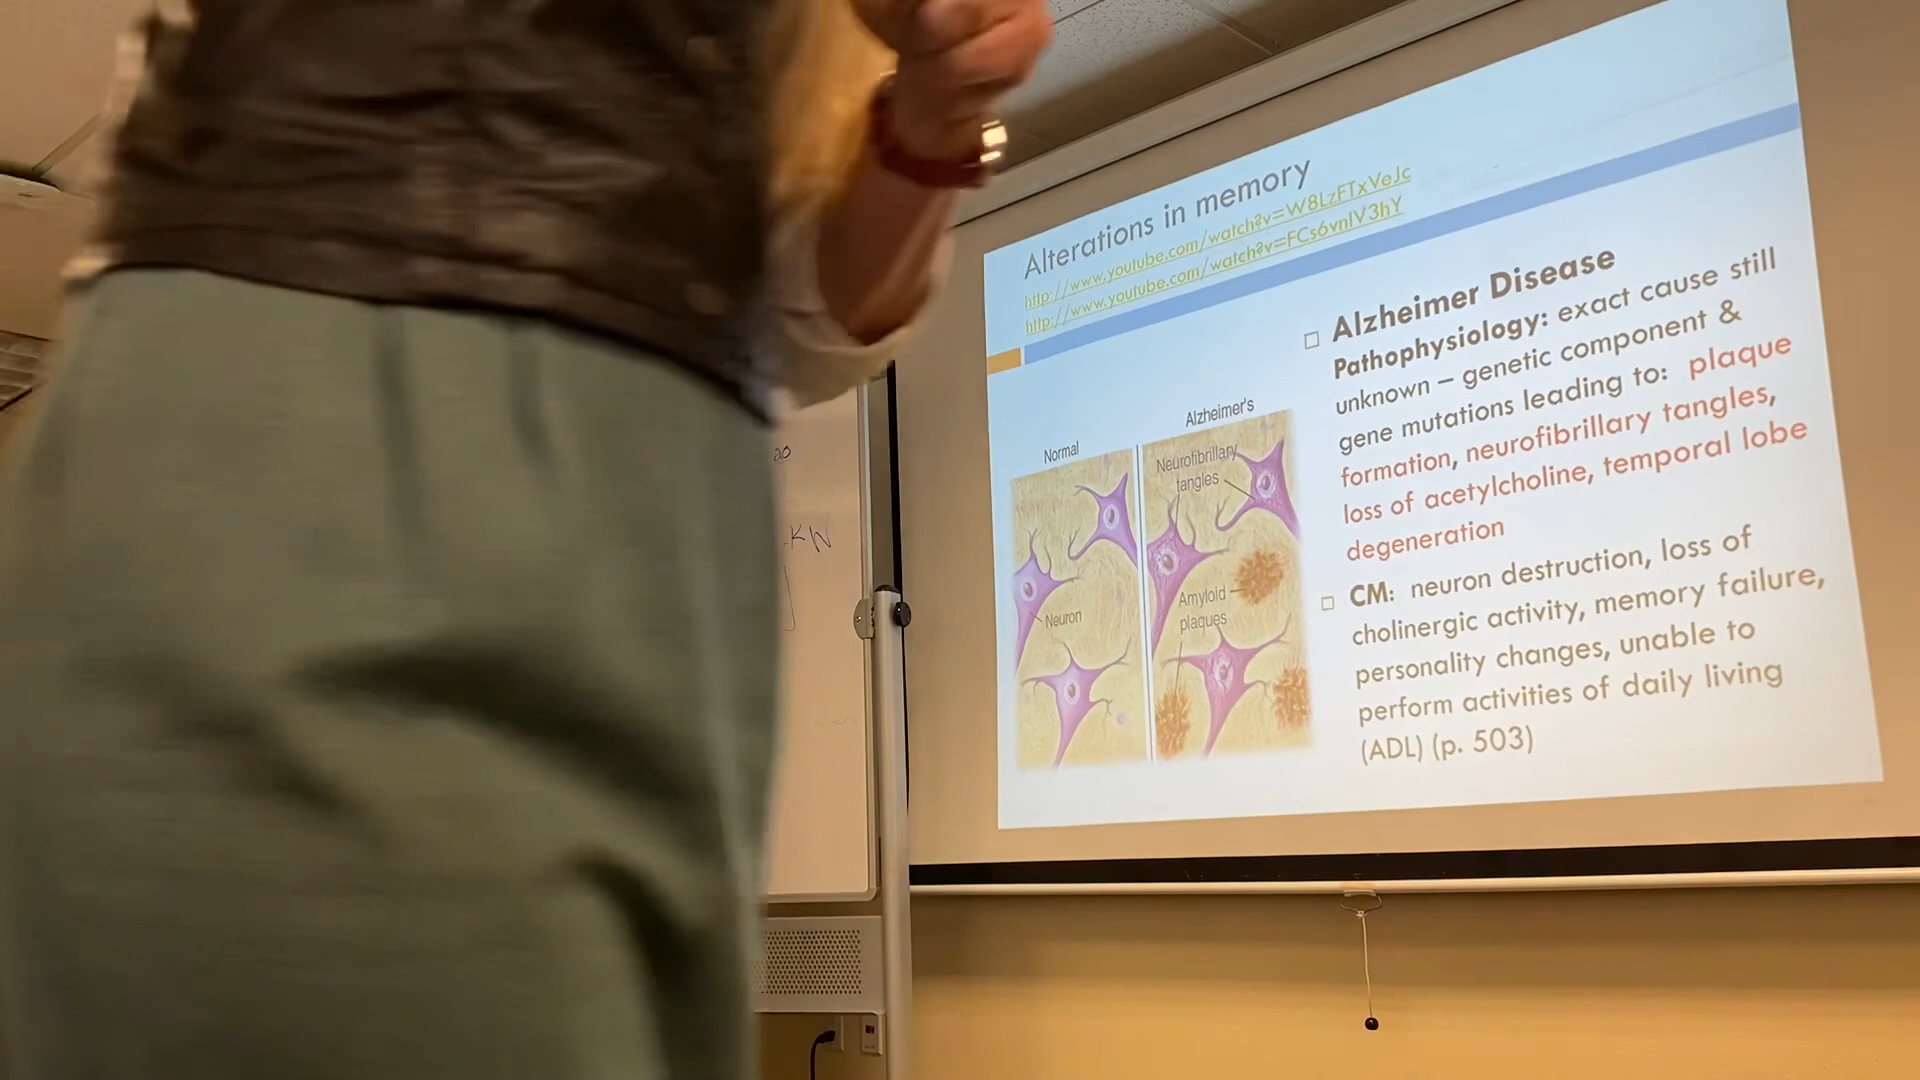 Alterations in memory
http://www.youtube.com/watch?v=W8LzFTxVeJc
http://www.youtube.com/watch?v=FCs6vnIV3hY
Alzheimer Disease
Pathophysiology: exact cause still
unknown – genetic component &
gene mutations leading to: plaque
formation, neurofibrillary tangles,
loss of acetylcholine, temporal lobe
degeneration
CM: neuron destruction, loss of
cholinergic activity, memory failure,
personality changes, unable to
perform activities of daily living
(ADL) (p. 503)
Normal
Neuron
Alzheimer's
Neurofibrillary
tangles
Amyloid
plaques
20
KW